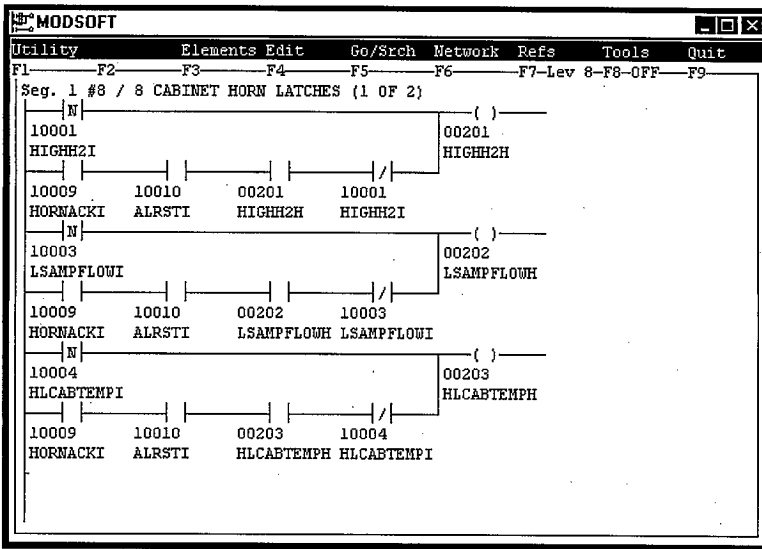 MODSOFT
Utility Elements Edit Go/Srch Network Refs Tools Quit
F1 F2 F3 F4 F5 F6 F7-Lev 8-F8-OFF F9
Seg. 1 #8 / 8 CABINET HORN LATCHES (1 OF 2)
N ( )
10001 00201
HIGHH2I HIGHH2H
/
10009 10010 00201 10001
HORNACKI ALRSTI HIGHH2H HIGHH2I
N ( )
10003 00202
LSAMPFLOWI LSAMPFLOWH
/
10009 10010 00202 10003
HORNACKI ALRSTI LSAMPFLOWH LSAMPFLOWI
N ( )
10004 00203
HLCABTEMPI HLCABTEMPH
/
10009 10010 00203 10004
HORNACKI ALRSTI HLCABTEMPH HLCABTEMPI